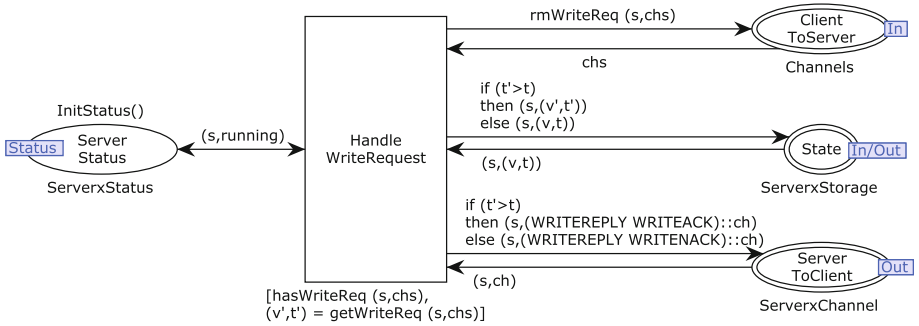 rmWriteReq (s,chs)
Client
ToServer
In
chs
Channels
if (t'>t)
then (s,(v',t'))
else (s,(v,t))
InitStatus()
Server
Status
Status
(s,running)
ServerxStatus
Handle
WriteRequest
State
In/Out
(s,(v,t))
ServerxStorage
if (t'>t)
then (s,(WRITEREPLY WRITEACK)::ch)
else (s,(WRITEREPLY WRITENACK)::ch)
Server
ToClient
Out
(s,ch)
ServerxChannel
[hasWriteReq (s,chs),
(v',t') = getWriteReq (s,chs)]